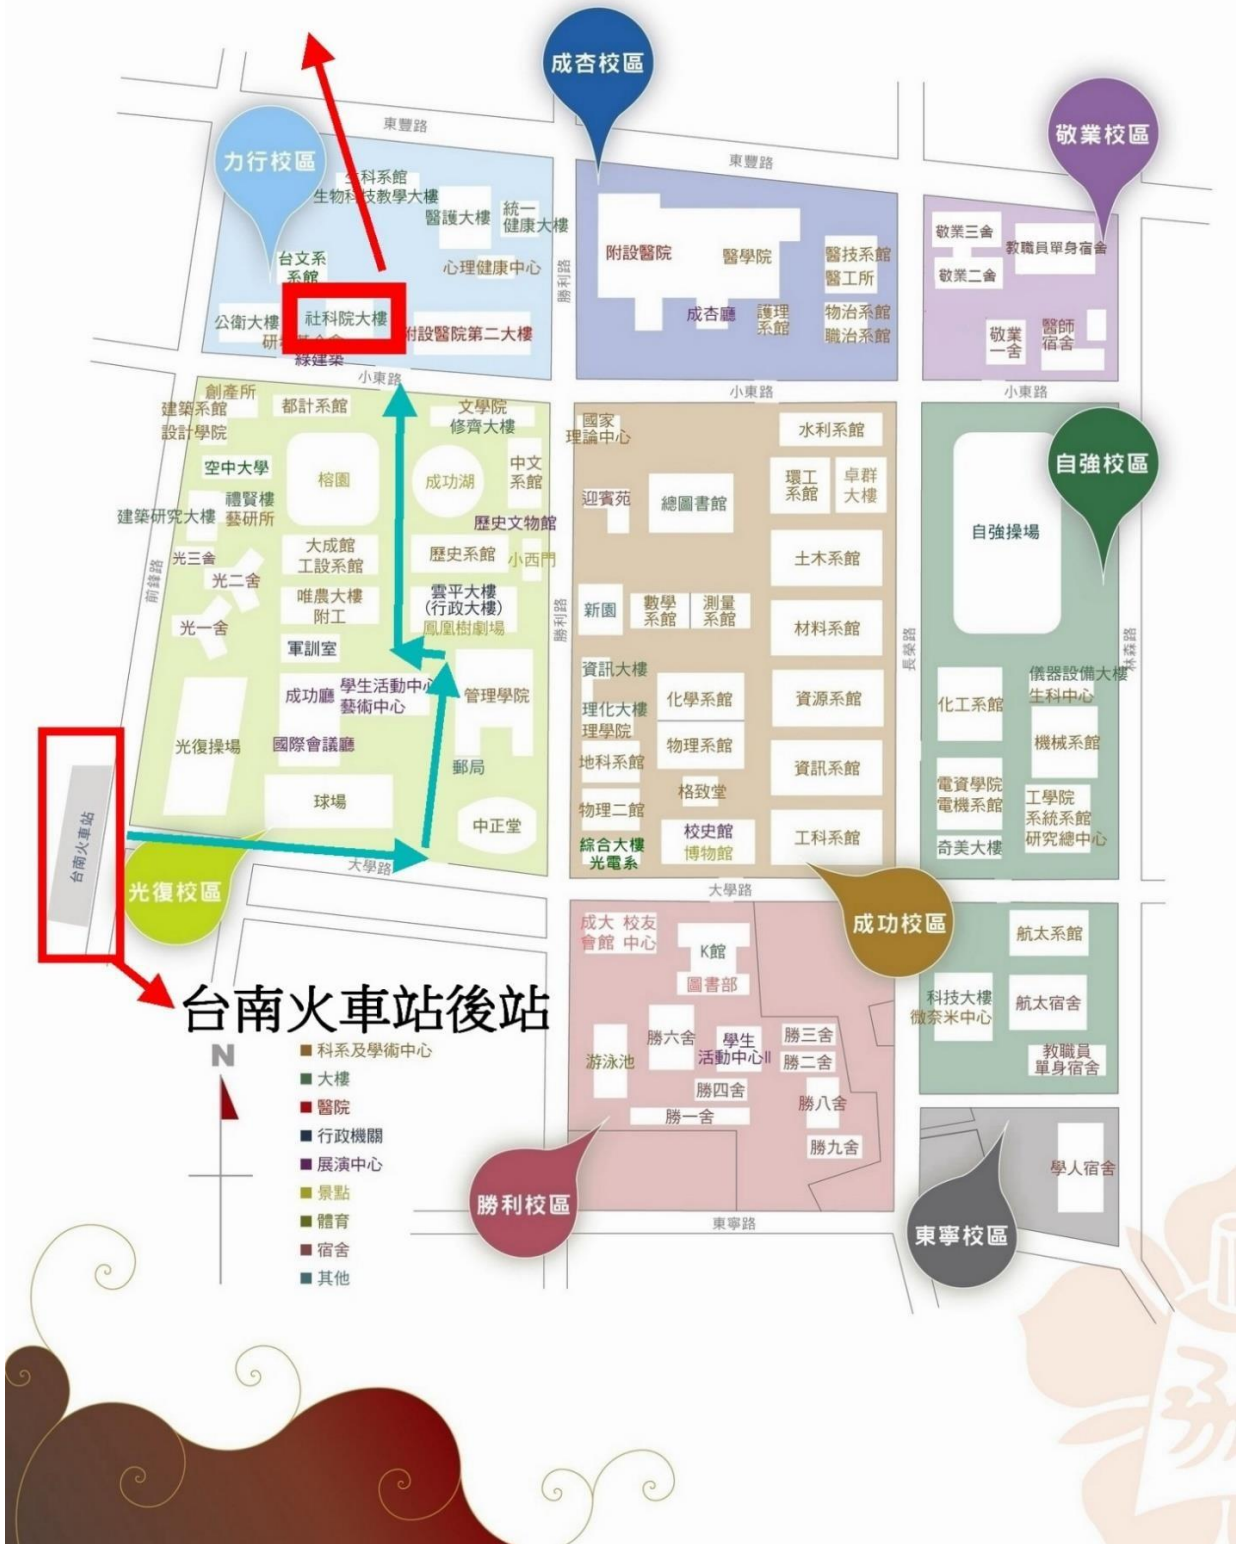 成杏校區
東豐路
力行校區
東豐路
敬業校區
生科系館
生物科技教學大樓
醫護大樓
統一
健康大樓
台文系
系館
心理健康中心
勝利路
公衛大樓
社科院大樓
附設醫院第二大樓
綠建築
附設醫院
醫學院
醫技系館
醫工所
成杏廳
護理
系館
物治系館
職治系館
敬業三舍
教職員單身宿舍
敬業二舍
敬業
一舍
醫師
宿舍
小東路
小東路
小東路
創產所
建築系館
設計學院
都計系館
文學院
修齊大樓
空中大學
榕園
成功湖
中文
系館
禮賢樓
建築研究大樓
藝研所
歷史文物館
光三舍
大成館
工設系館
歷史系館
小西門
前鋒路
光二舍
唯農大樓
附工
雲平大樓
(行政大樓)
鳳凰樹劇場
勝利路
光一舍
軍訓室
成功廳
學生活動中心
藝術中心
管理學院
光復操場
國際會議廳
郵局
球場
中正堂
台南火車站
大學路
光復校區
國家
理論中心
水利系館
環工
系館
卓群
大樓
迎賓苑
總圖書館
土木系館
新園
數學
系館
測量
系館
材料系館
長榮路
資訊大樓
化學系館
資源系館
理化大樓
理學院
物理系館
地科系館
資訊系館
格致堂
物理二館
校史館
博物館
工科系館
綜合大樓
光電系
大學路
成功校區
自強校區
自強操場
林森路
儀器設備大樓
生科中心
化工系館
機械系館
電資學院
電機系館
工學院
系統系館
研究總中心
奇美大樓
航太系館
科技大樓
微奈米中心
航太宿舍
教職員
單身宿舍
成大
會館
校友
中心
K館
圖書部
勝六舍
學生
活動中心II
勝三舍
勝二舍
游泳池
勝四舍
勝八舍
勝一舍
勝九舍
勝利校區
東寧路
學人宿舍
東寧校區
台南火車站後站
N
科系及學術中心
大樓
醫院
行政機關
展演中心
景點
體育
宿舍
其他